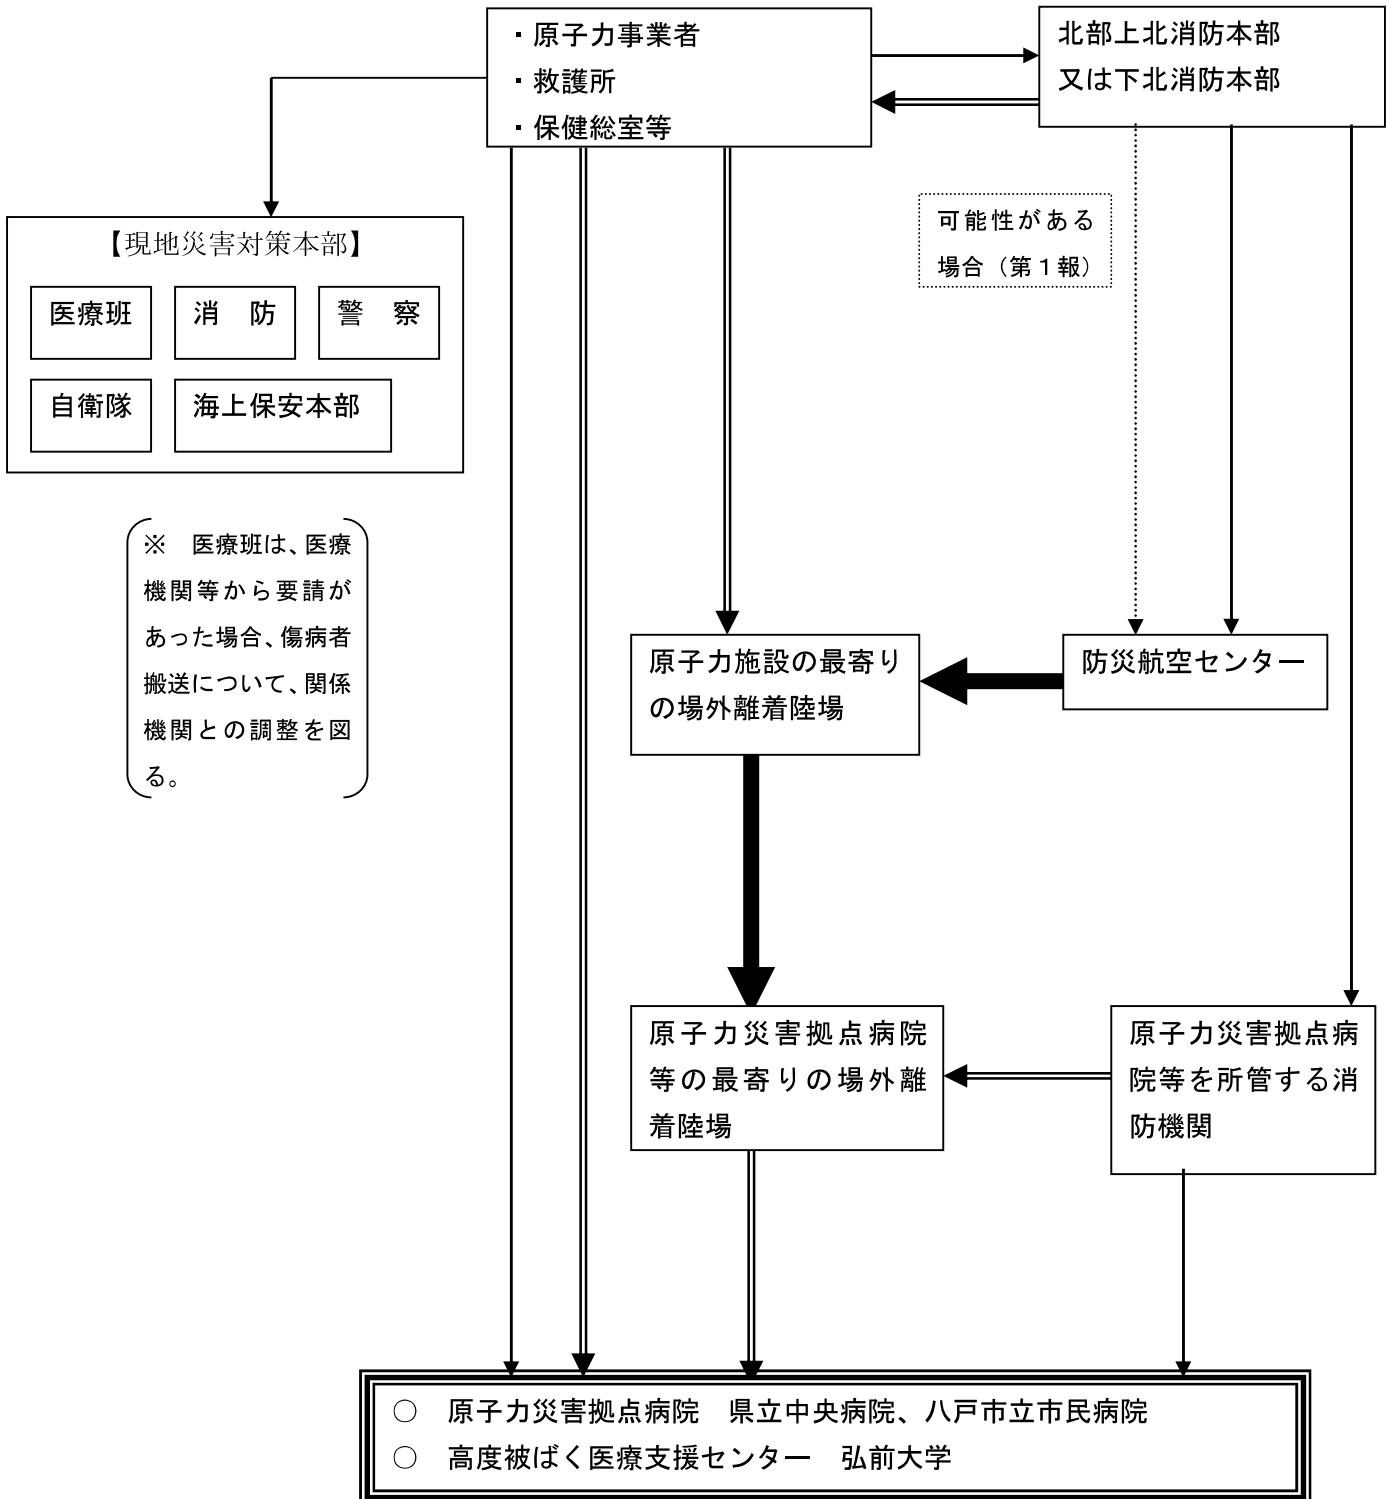 ・原子力事業者
・救護所
・保健総室等
北部上北消防本部
又は下北消防本部
可能性がある
場合（第１報）
【現地災害対策本部】
医療班
消　防
警　察
自衛隊
海上保安本部
※　医療班は、医療
機関等から要請が
あった場合、傷病者
搬送について、関係
機関との調整を図
る。
原子力施設の最寄り
の場外離着陸場
防災航空センター
原子力災害拠点病院
等の最寄りの場外離
着陸場
原子力災害拠点病
院等を所管する消
防機関
○　原子力災害拠点病院　県立中央病院、八戸市立市民病院
○　高度被ばく医療支援センター　弘前大学